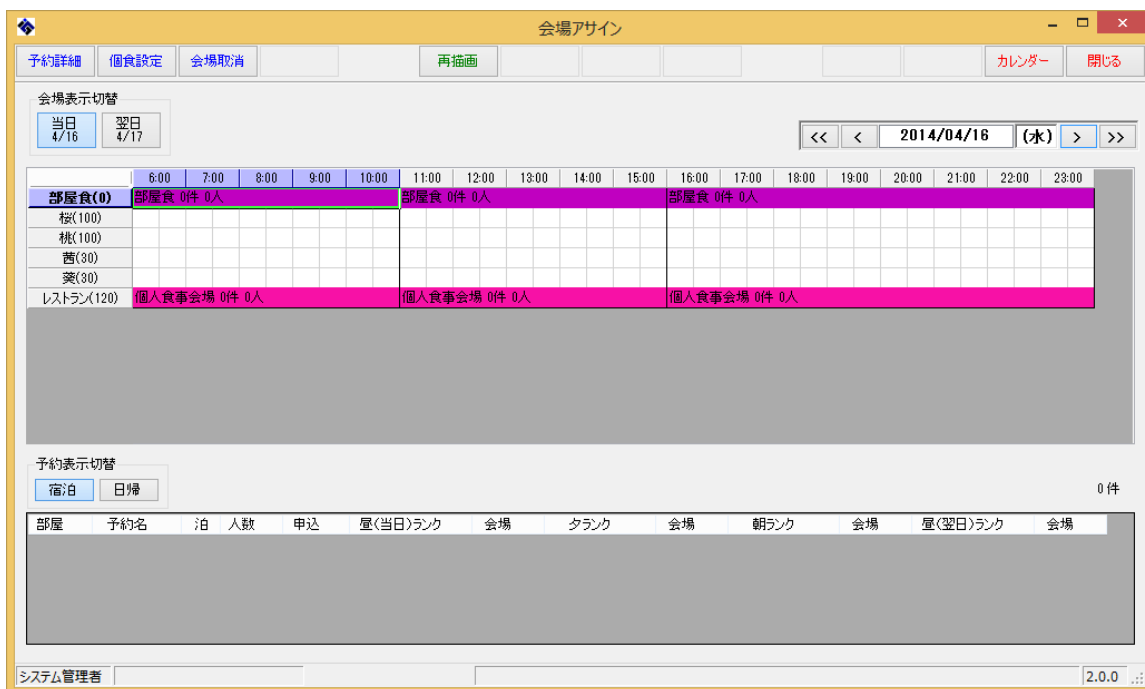 会場アサイン
予約詳細 個食設定 会場取消 再描画 カレンダー 閉じる
会場表示切替
当日 4/16 翌日 4/17
<< < 2014/04/16 (水) > >>
6:00 7:00 8:00 9:00 10:00 11:00 12:00 13:00 14:00 15:00 16:00 17:00 18:00 19:00 20:00 21:00 22:00 23:00
部屋食(0) 部屋食 0件 0人 部屋食 0件 0人 部屋食 0件 0人
桜(100)
桃(100)
茜(30)
葵(30)
レストラン(120) 個人食事会場 0件 0人 個人食事会場 0件 0人 個人食事会場 0件 0人
予約表示切替
宿泊 日帰 0件
部屋 予約名 泊 人数 申込 昼(当日)ランク 会場 夕ランク 会場 朝ランク 会場 昼(翌日)ランク 会場
システム管理者 2.0.0